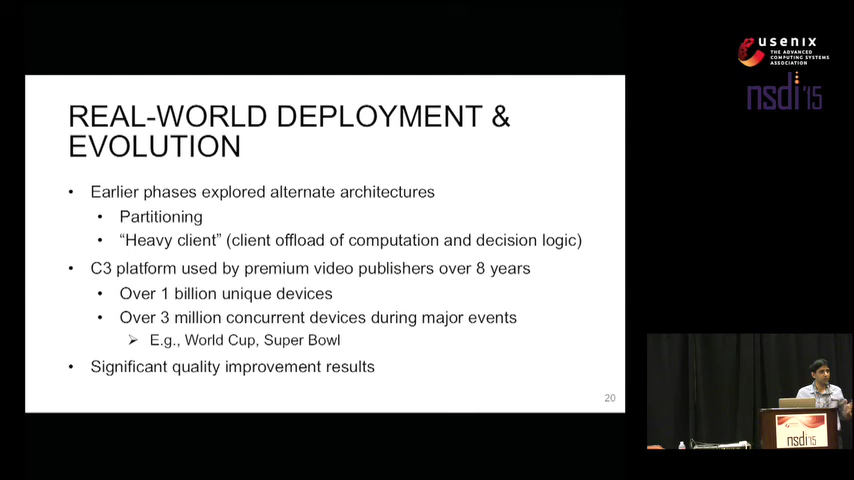 usenix
THE ADVANCED
COMPUTING SYSTEMS
ASSOCIATION
nsdi '15
REAL-WORLD DEPLOYMENT &
EVOLUTION
• Earlier phases explored alternate architectures
• Partitioning
• “Heavy client” (client offload of computation and decision logic)
• C3 platform used by premium video publishers over 8 years
• Over 1 billion unique devices
• Over 3 million concurrent devices during major events
➢ E.g., World Cup, Super Bowl
• Significant quality improvement results
20
nsdi'15